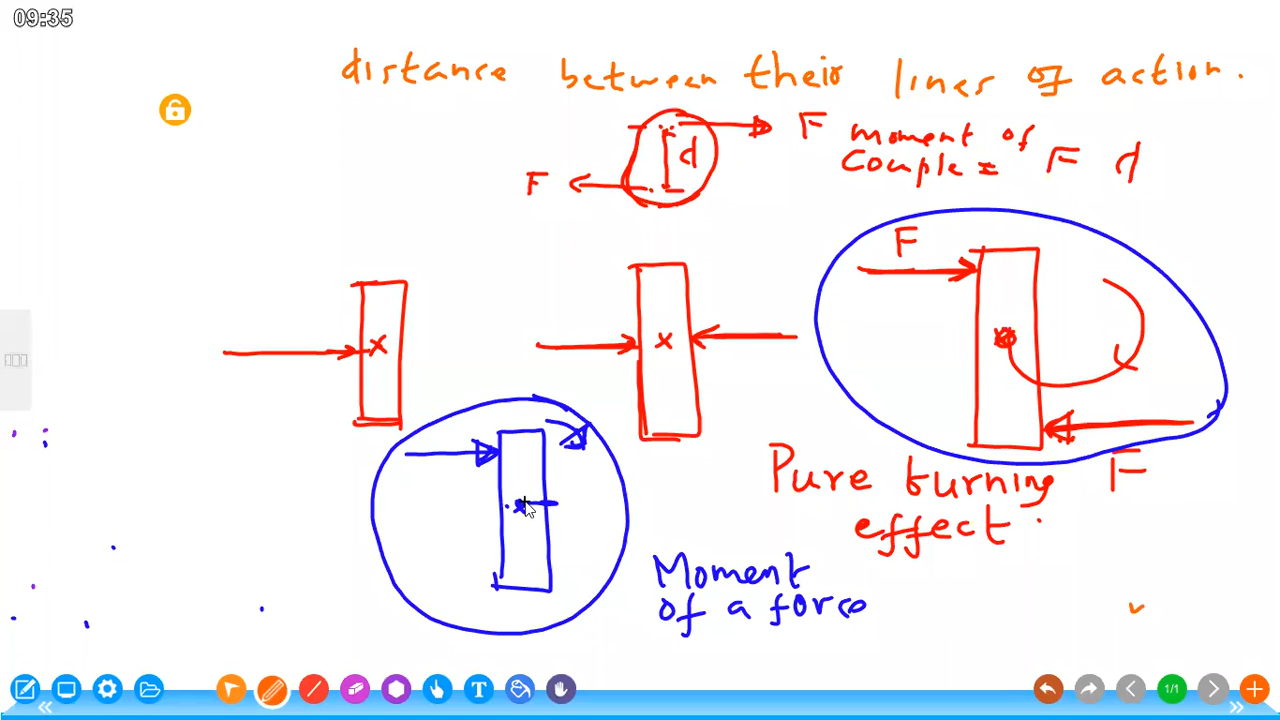 09:35
distance between their lines of action.
F
moment of
couple = F d
d
F
F
F
Pure turning
effect.
Moment
of a force
T
1/1